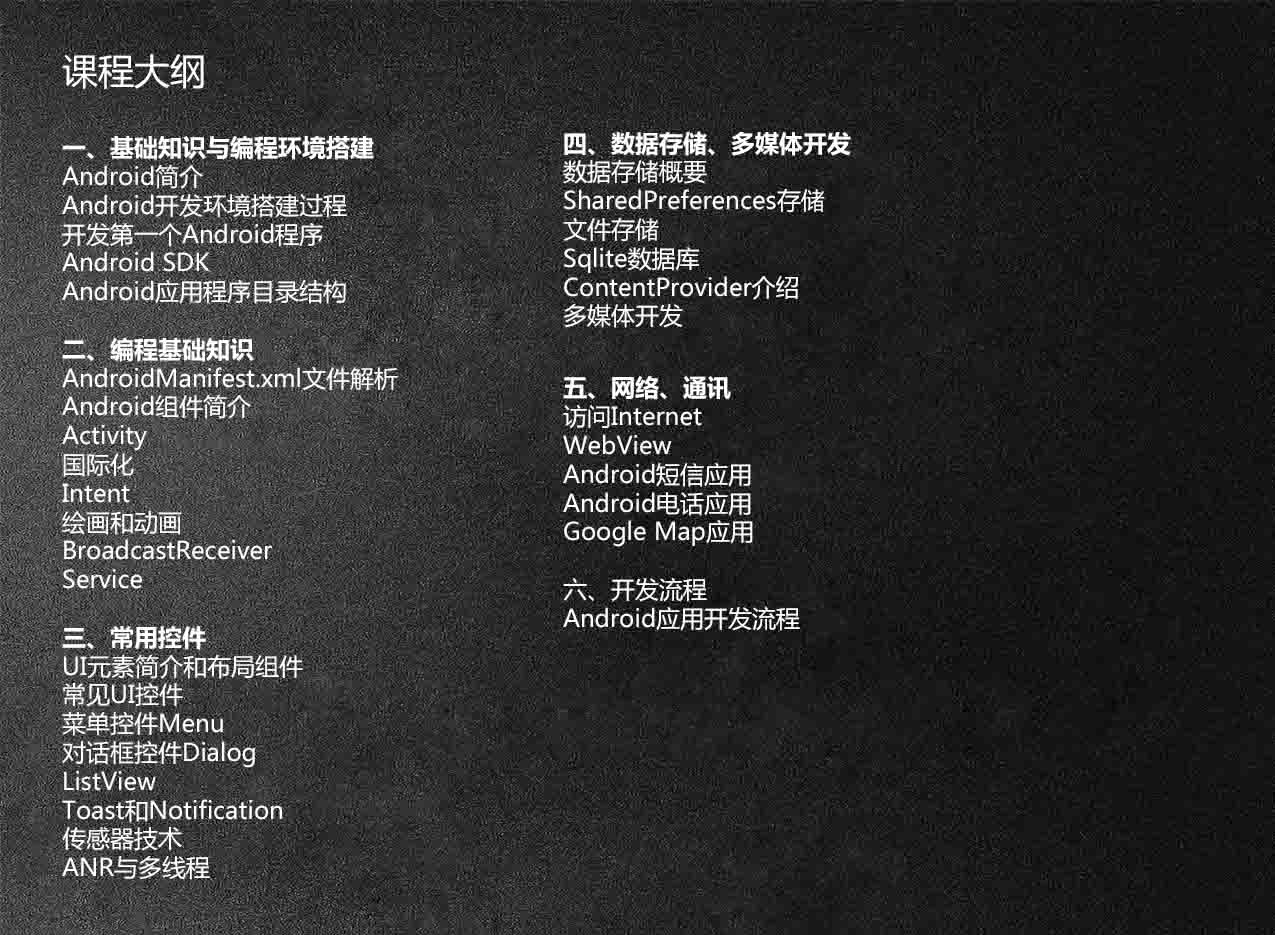 课程大纲
一、基础知识与编程环境搭建
Android简介
Android开发环境搭建过程
开发第一个Android程序
Android SDK
Android应用程序目录结构
二、编程基础知识
AndroidManifest.xml文件解析
Android组件简介
Activity
国际化
Intent
绘画和动画
BroadcastReceiver
Service
三、常用控件
UI元素简介和布局组件
常见UI控件
菜单控件Menu
对话框控件Dialog
ListView
Toast和Notification
传感器技术
ANR与多线程
四、数据存储、多媒体开发
数据存储概要
SharedPreferences存储
文件存储
Sqlite数据库
ContentProvider介绍
多媒体开发
五、网络、通讯
访问Internet
WebView
Android短信应用
Android电话应用
Google Map应用
六、开发流程
Android应用开发流程